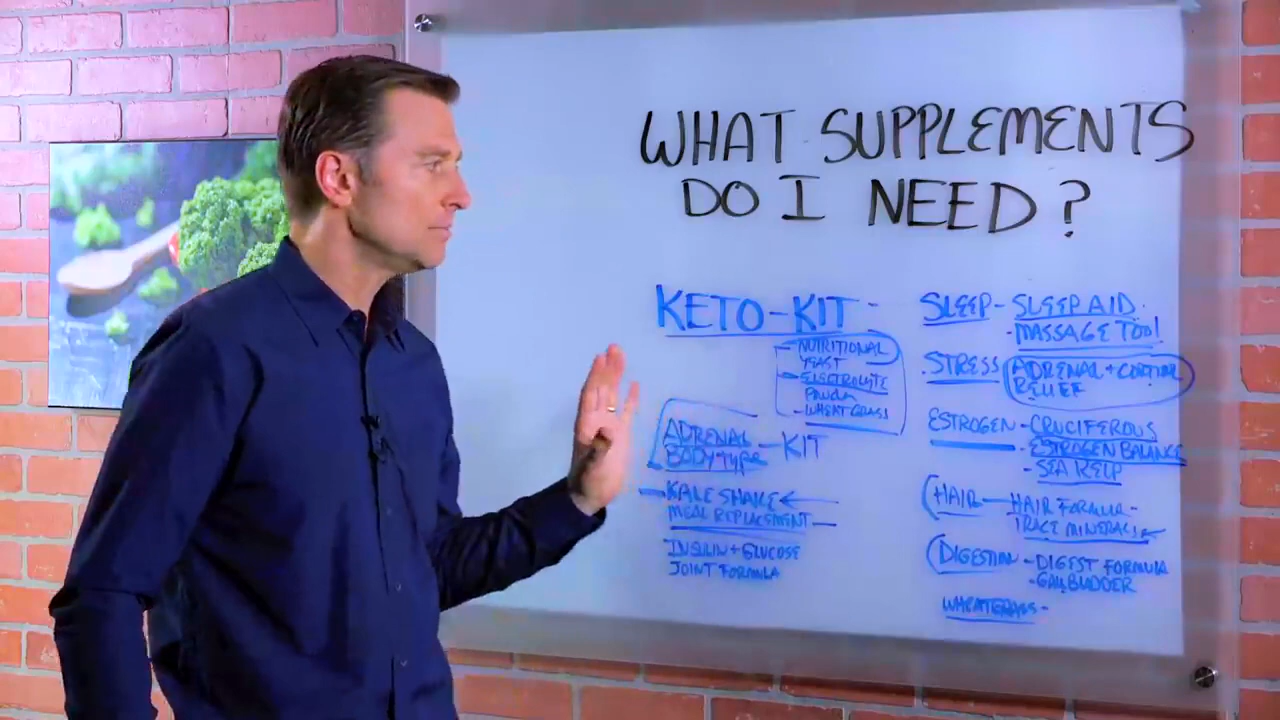 WHAT SUPPLEMENTS
DO I NEED?
KETO-KIT -
- NUTRITIONAL
YEAST
- ELECTROLYTE
POWDER
- WHEATGRASS
ADRENAL
BODY TYPE - KIT
- KALE SHAKE
MEAL REPLACEMENT -
INSULIN + GLUCOSE
JOINT FORMULA
SLEEP - SLEEP AID
- MASSAGE TOOL
STRESS ADRENAL + CORTISOL
RELIEF
ESTROGEN - CRUCIFEROUS
- ESTROGEN BALANCE
- SEA KELP
HAIR - HAIR FORMULA -
TRACE MINERALS
DIGESTION - DIGEST FORMULA
- GALLBLADDER
WHEATGRASS -